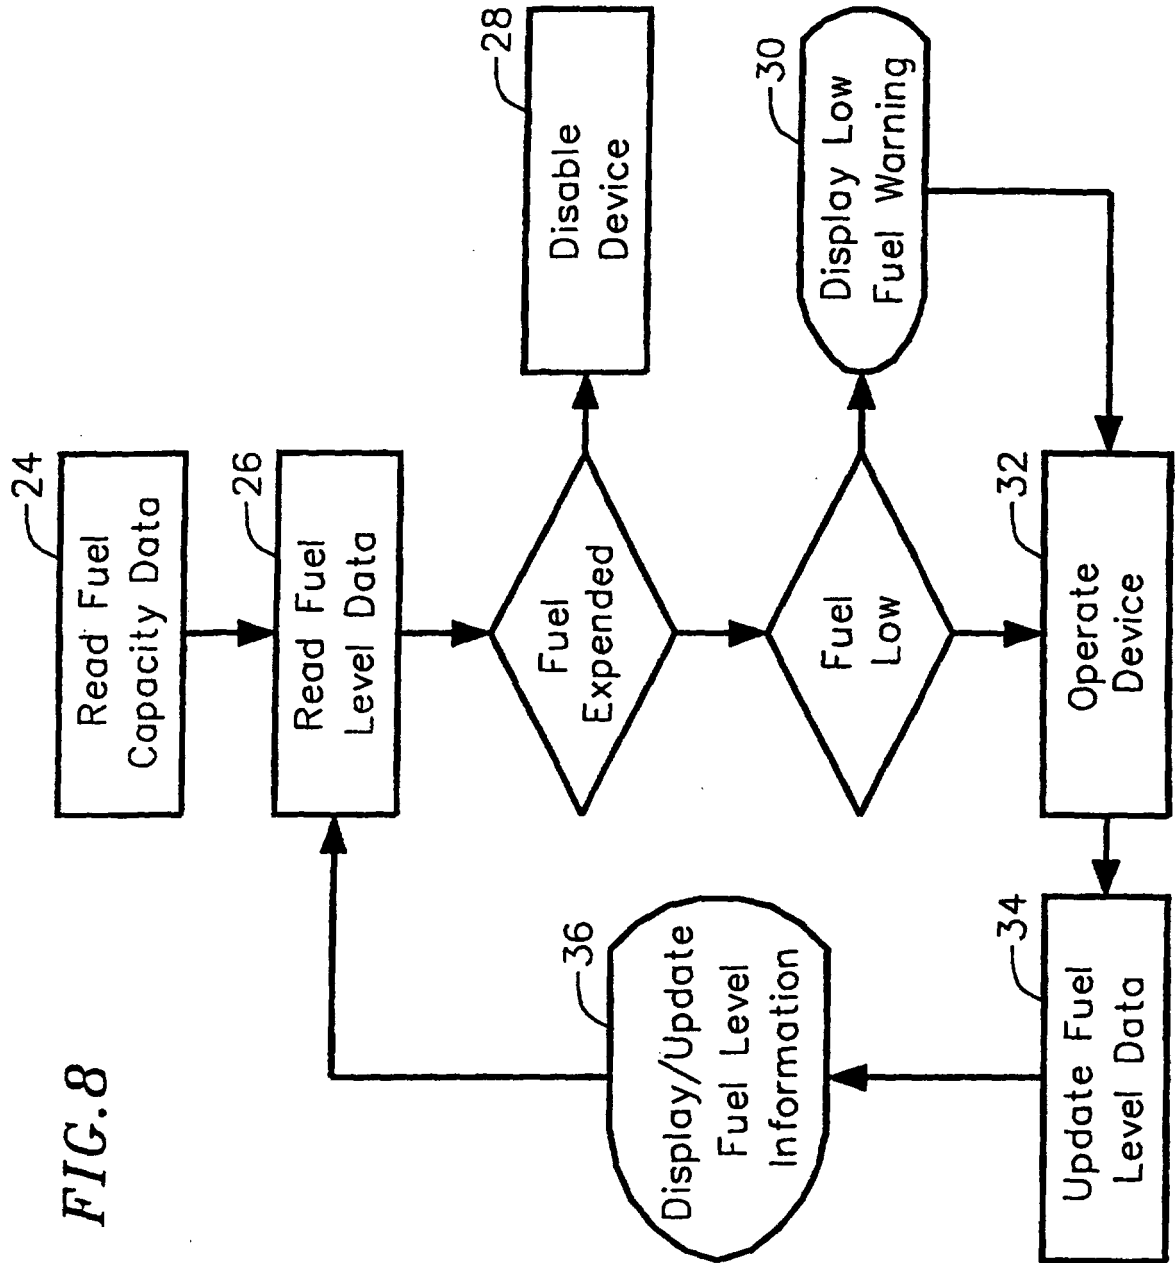 FIG.8
24
Read Fuel
Capacity Data
26
Read Fuel
Level Data
Fuel
Expended
28
Disable
Device
Fuel
Low
30
Display Low
Fuel Warning
32
Operate
Device
34
Update Fuel
Level Data
36
Display/Update
Fuel Level
Information